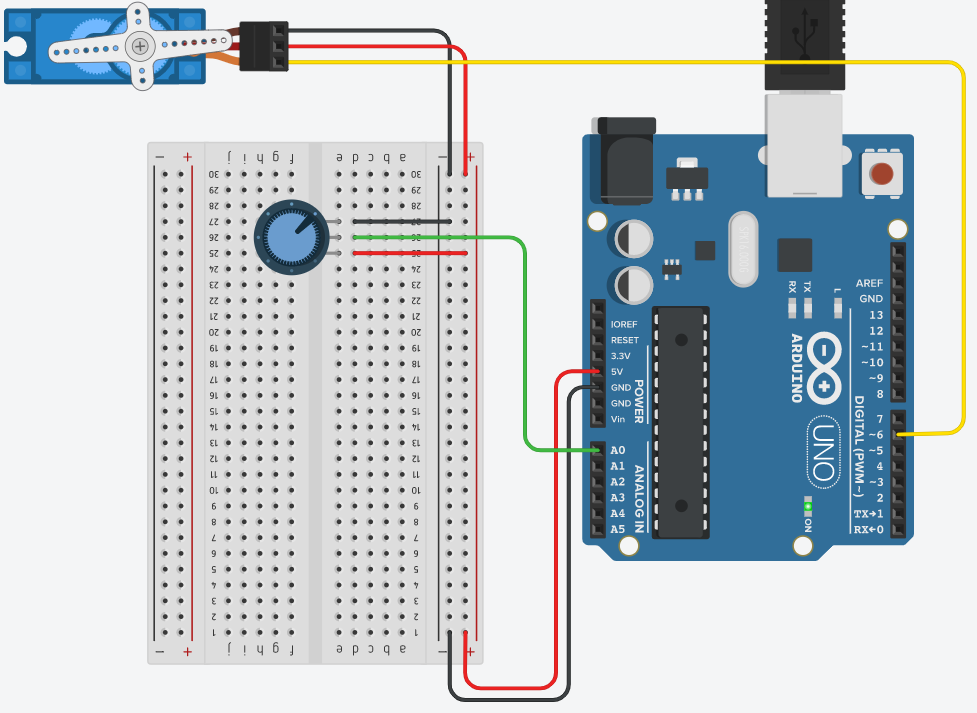 − + j i h g f e d c b a − +
30 30
29 29
28 28
27 27
26 26
25 25
24 24
23 23
22 22
21 21
20 20
19 19
18 18
17 17
16 16
15 15
14 14
13 13
12 12
11 11
10 10
9 9
8 8
7 7
6 6
5 5
4 4
3 3
2 2
1 1
− + j i h g f e d c b a − +
IOREF
RESET
3.3V
5V
GND
GND
Vin
POWER
A0
A1
A2
A3
A4
A5
ANALOG IN
RX
TX
L
ARDUINO
UNO
ON
AREF
GND
13
12
~11
~10
~9
8
7
~6
~5
4
~3
2
TX→1
RX←0
DIGITAL (PWM~)